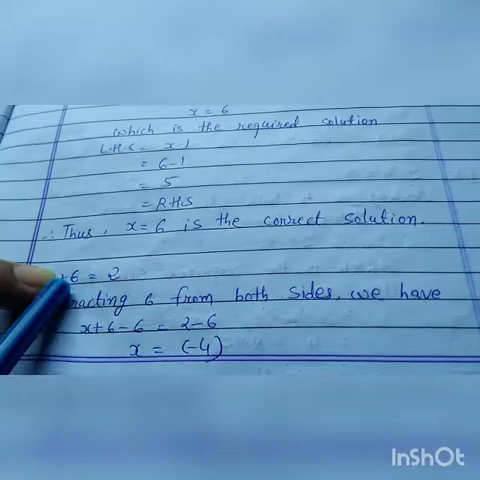 x = 6
which is the required solution
L.H.S = x-1
= 6-1
= 5
= RHS
∴ Thus, x=6 is the correct solution.
+6 = 2
racting 6 from both sides, we have
x+6-6 = 2-6
x = (-4)
InShOt